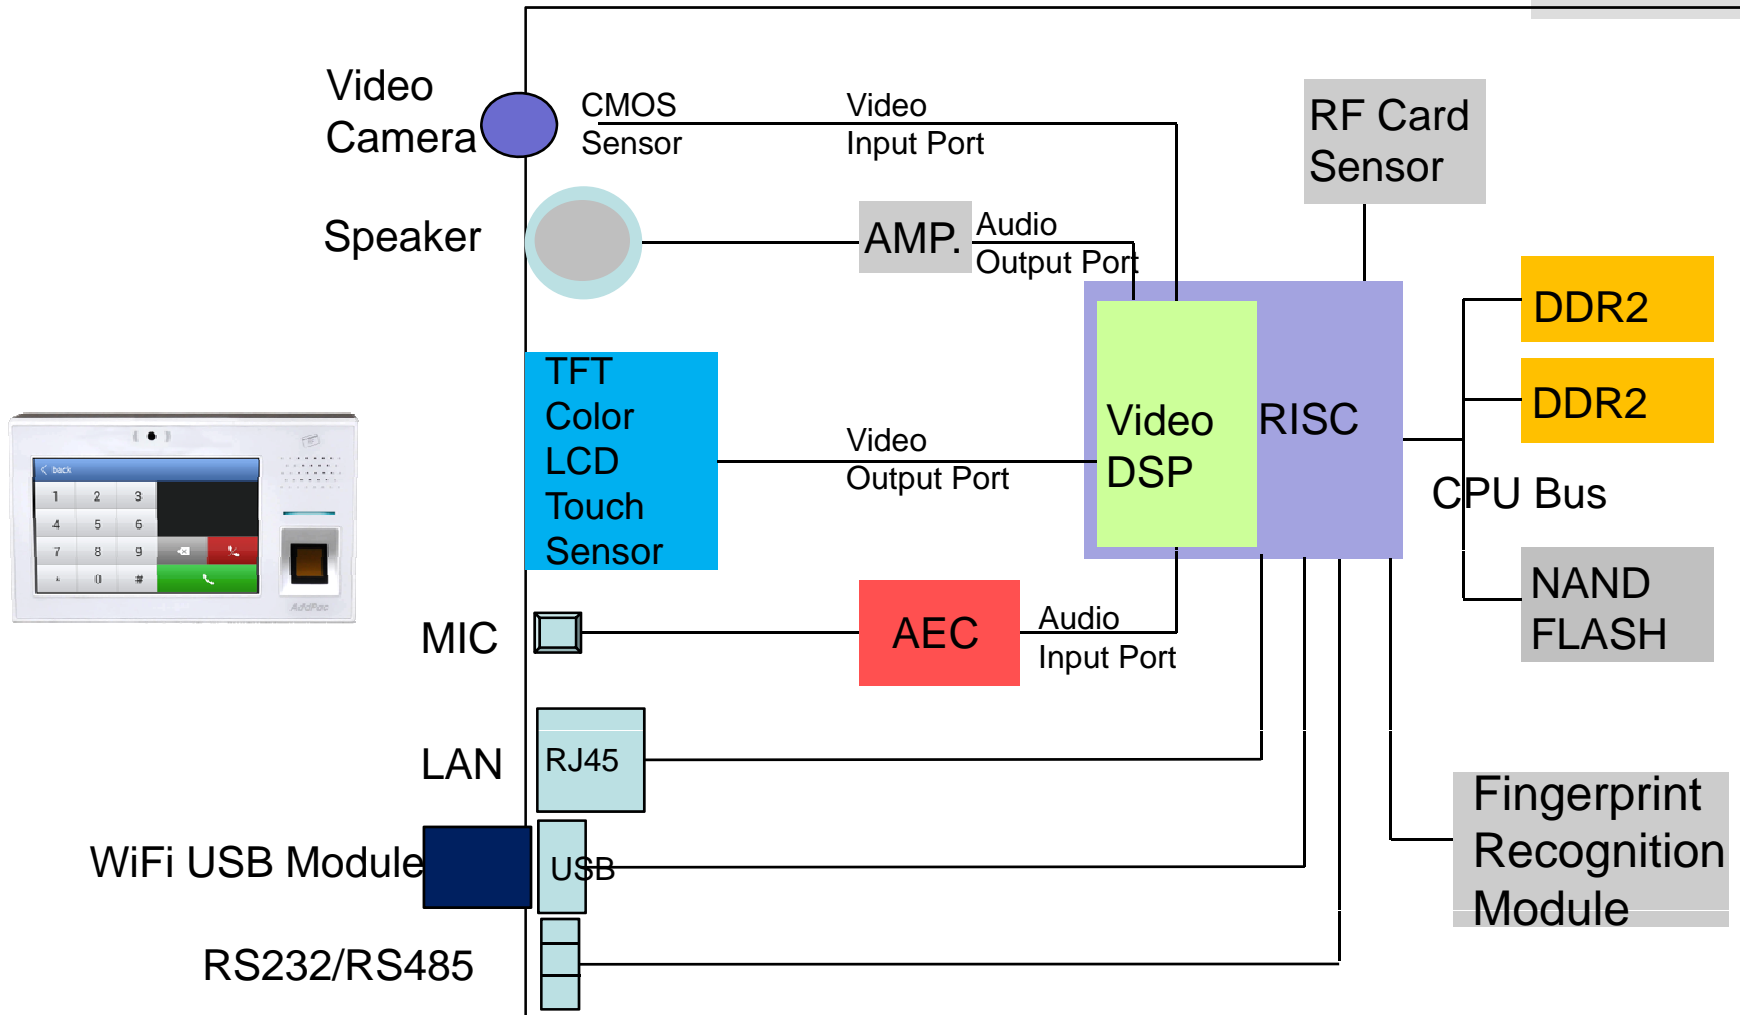 Video
Camera
CMOS
Sensor
Video
Input Port
RF Card
Sensor
Speaker
AMP.
Audio
Output Port
DDR2
DDR2
TFT
Color
LCD
Touch
Sensor
Video
Output Port
Video
DSP
RISC
CPU Bus
NAND
FLASH
back
1 2 3
4 5 6
7 8 9
0 #
AddPac
MIC
AEC
Audio
Input Port
LAN
RJ45
Fingerprint
Recognition
Module
WiFi USB Module
USB
RS232/RS485